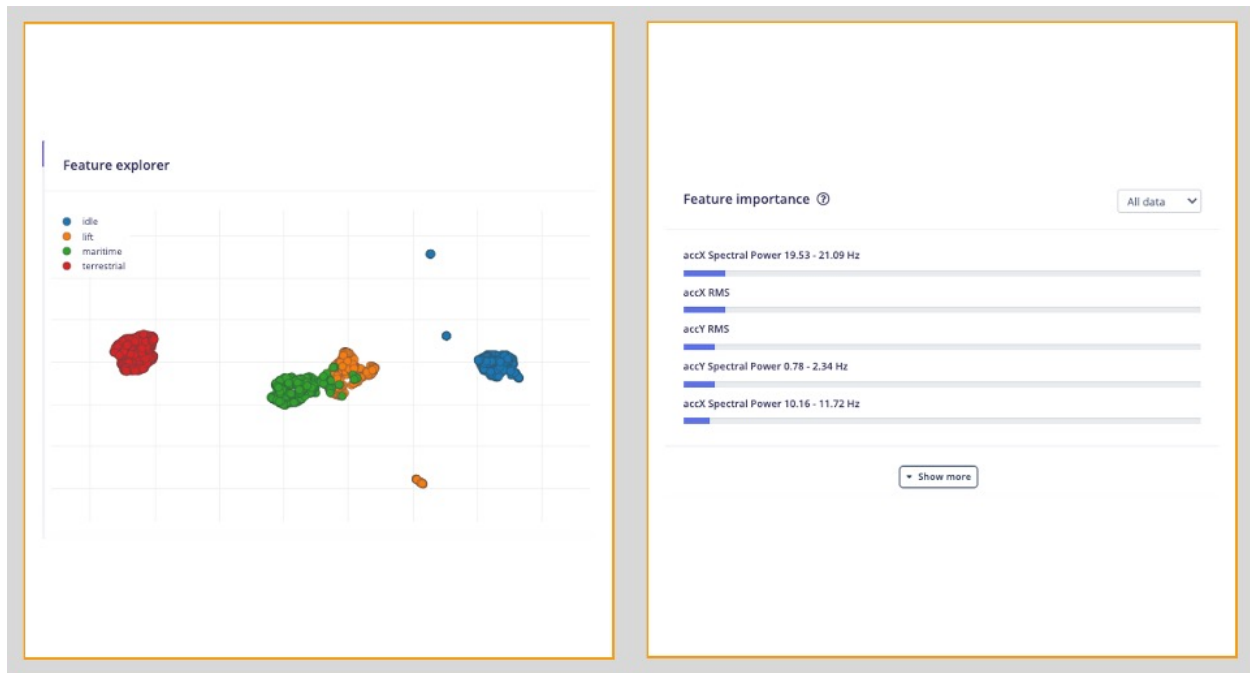 Feature explorer
idle
lift
maritime
terrestrial
Feature importance ?
All data
accX Spectral Power 19.53 - 21.09 Hz
accX RMS
accY RMS
accY Spectral Power 0.78 - 2.34 Hz
accX Spectral Power 10.16 - 11.72 Hz
Show more